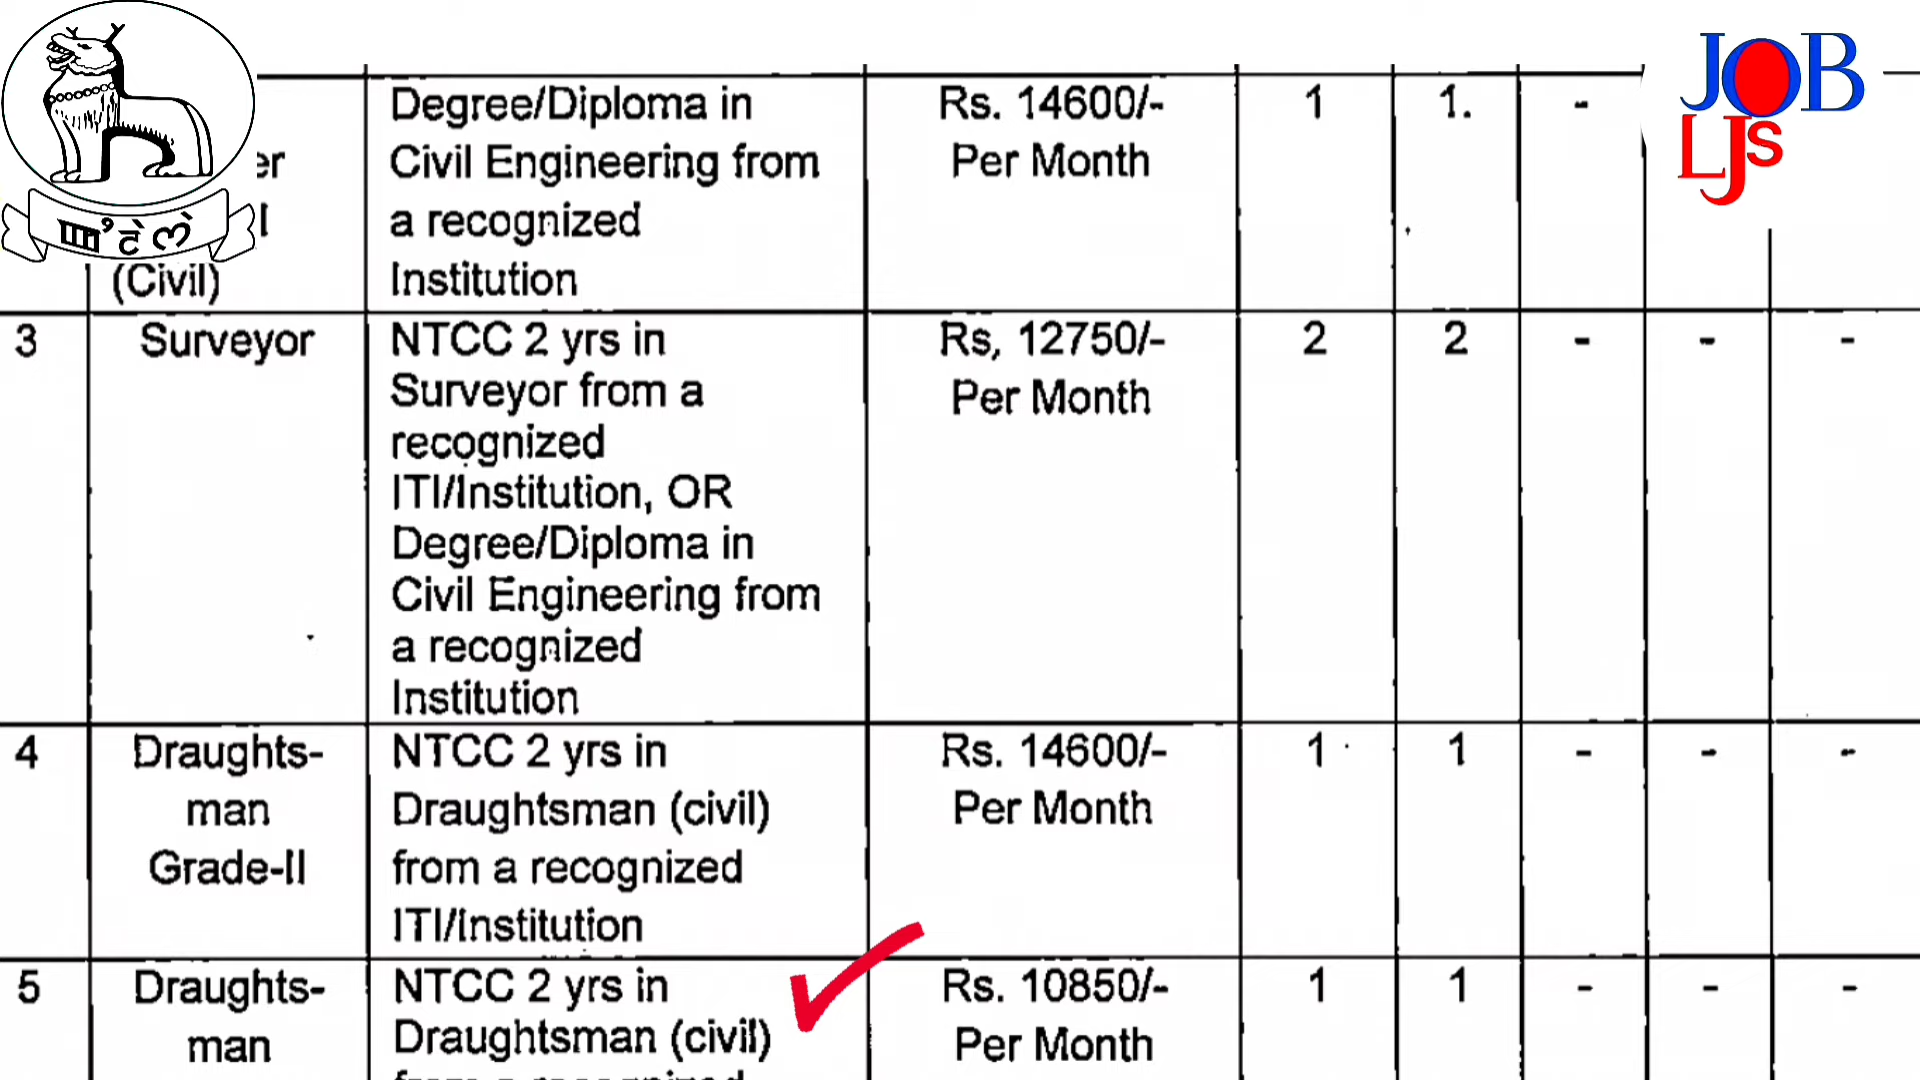 JOB
LJS
er
(Civil)
Degree/Diploma in
Civil Engineering from
a recognized
Institution
Rs. 14600/-
Per Month
1
1.
-
3
Surveyor
NTCC 2 yrs in
Surveyor from a
recognized
ITI/Institution, OR
Degree/Diploma in
Civil Engineering from
a recognized
Institution
Rs, 12750/-
Per Month
2
2
-
-
-
4
Draughts-
man
Grade-II
NTCC 2 yrs in
Draughtsman (civil)
from a recognized
ITI/Institution
Rs. 14600/-
Per Month
1
1
-
-
-
5
Draughts-
man
NTCC 2 yrs in
Draughtsman (civil)
Rs. 10850/-
Per Month
1
1
-
-
-